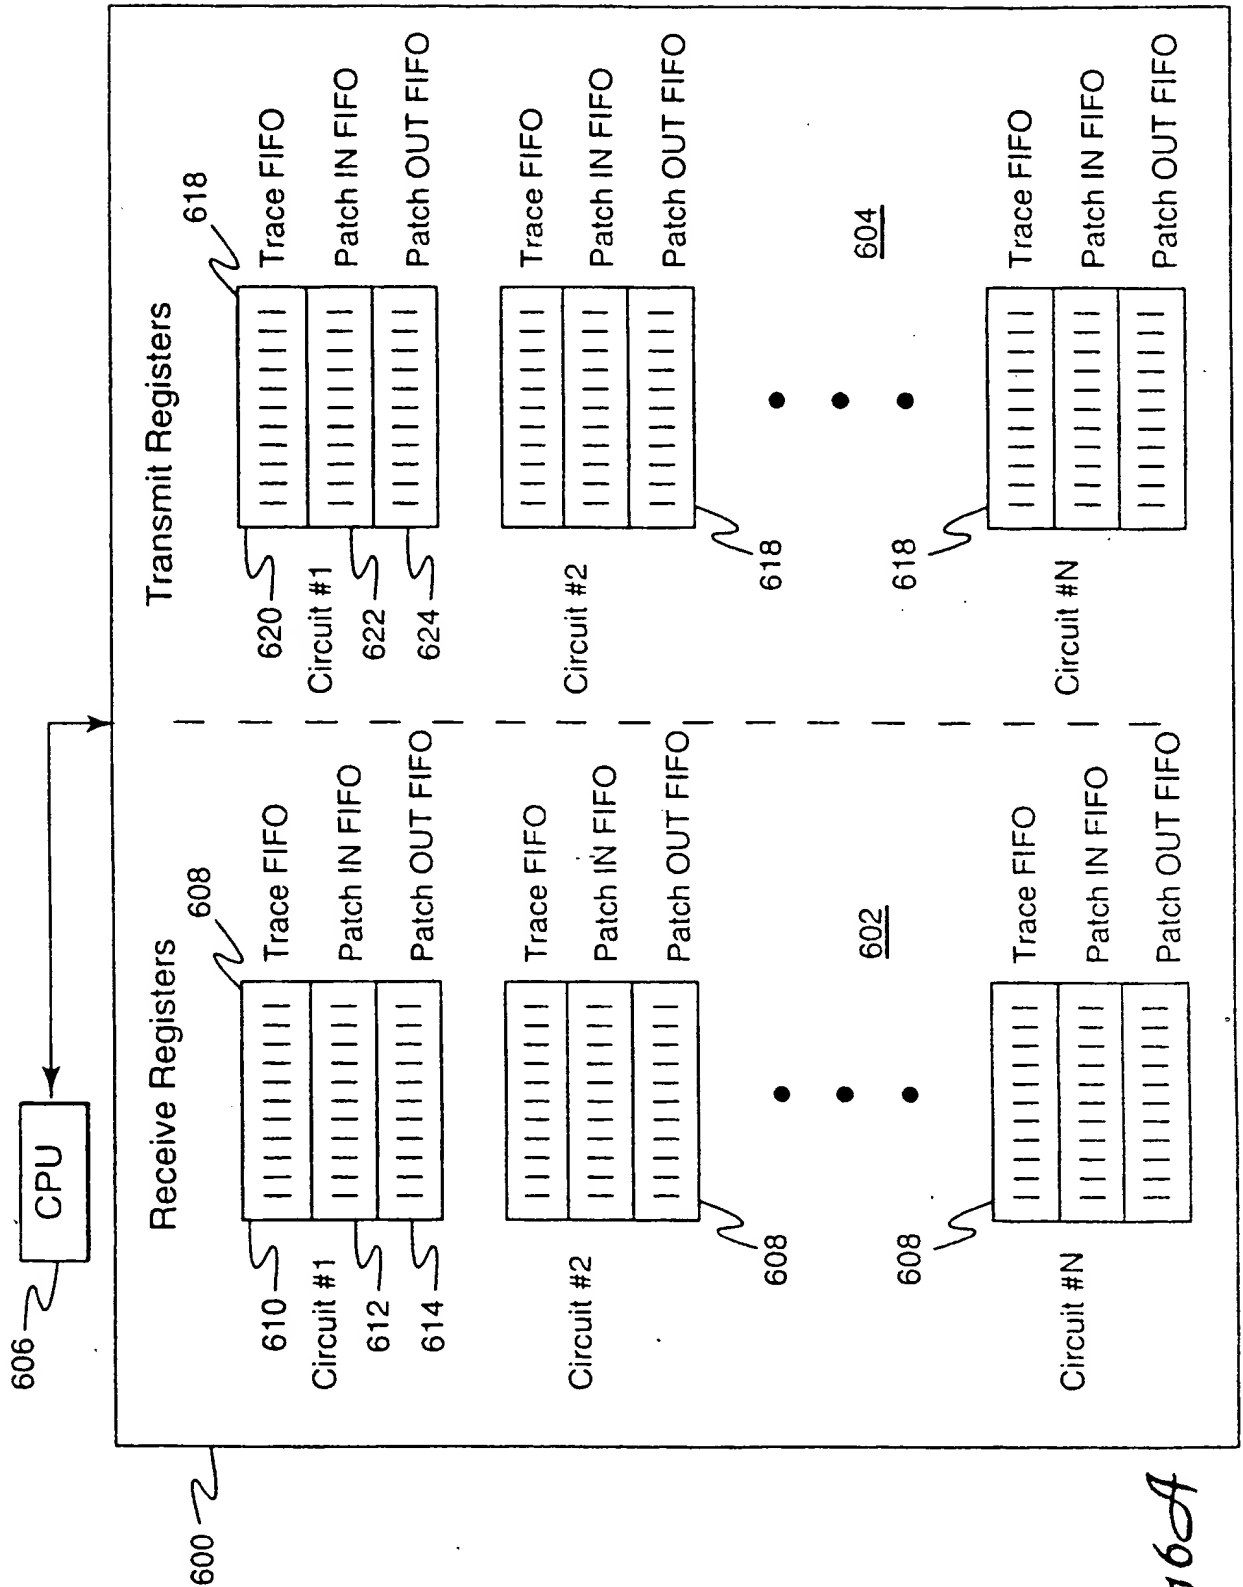 606
CPU
600
Receive Registers
608
610
Circuit #1
612
614
Trace FIFO
Patch IN FIFO
Patch OUT FIFO
Circuit #2
Trace FIFO
Patch IN FIFO
Patch OUT FIFO
608
602
608
Circuit #N
Trace FIFO
Patch IN FIFO
Patch OUT FIFO
Transmit Registers
618
620
Circuit #1
622
624
Trace FIFO
Patch IN FIFO
Patch OUT FIFO
Circuit #2
Trace FIFO
Patch IN FIFO
Patch OUT FIFO
618
604
618
Circuit #N
Trace FIFO
Patch IN FIFO
Patch OUT FIFO
16A